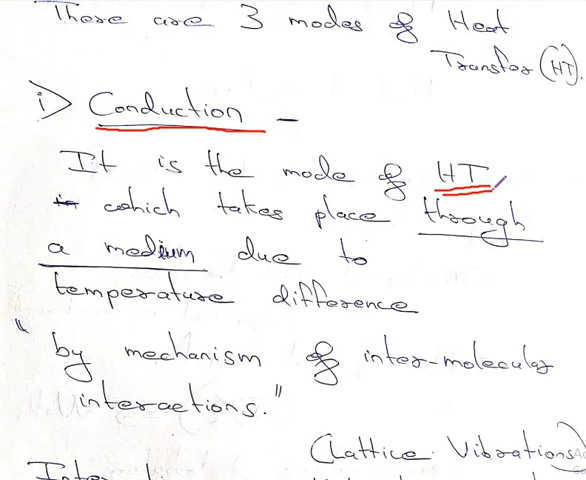 There are 3 modes of Heat
Transfer (HT).
i> Conduction -
It is the mode of HT
which takes place through
a medium due to
temperature difference
"by mechanism of inter-molecular
interactions."
(Lattice Vibrations)